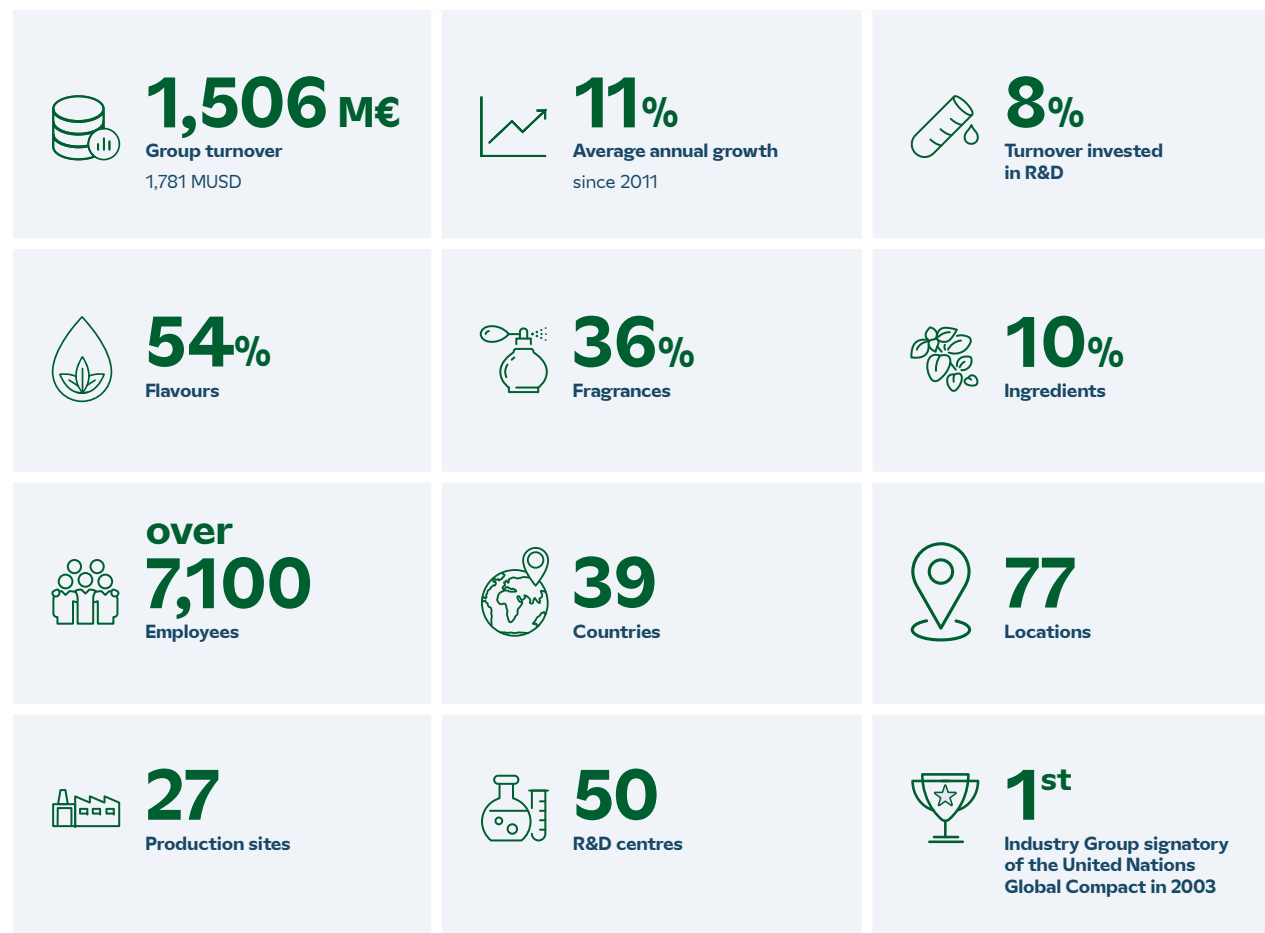 1,506 M€
Group turnover
1,781 MUSD
11%
Average annual growth
since 2011
8%
Turnover invested
in R&D
54%
Flavours
36%
Fragrances
10%
Ingredients
over
7,100
Employees
39
Countries
77
Locations
27
Production sites
50
R&D centres
1st
Industry Group signatory
of the United Nations
Global Compact in 2003